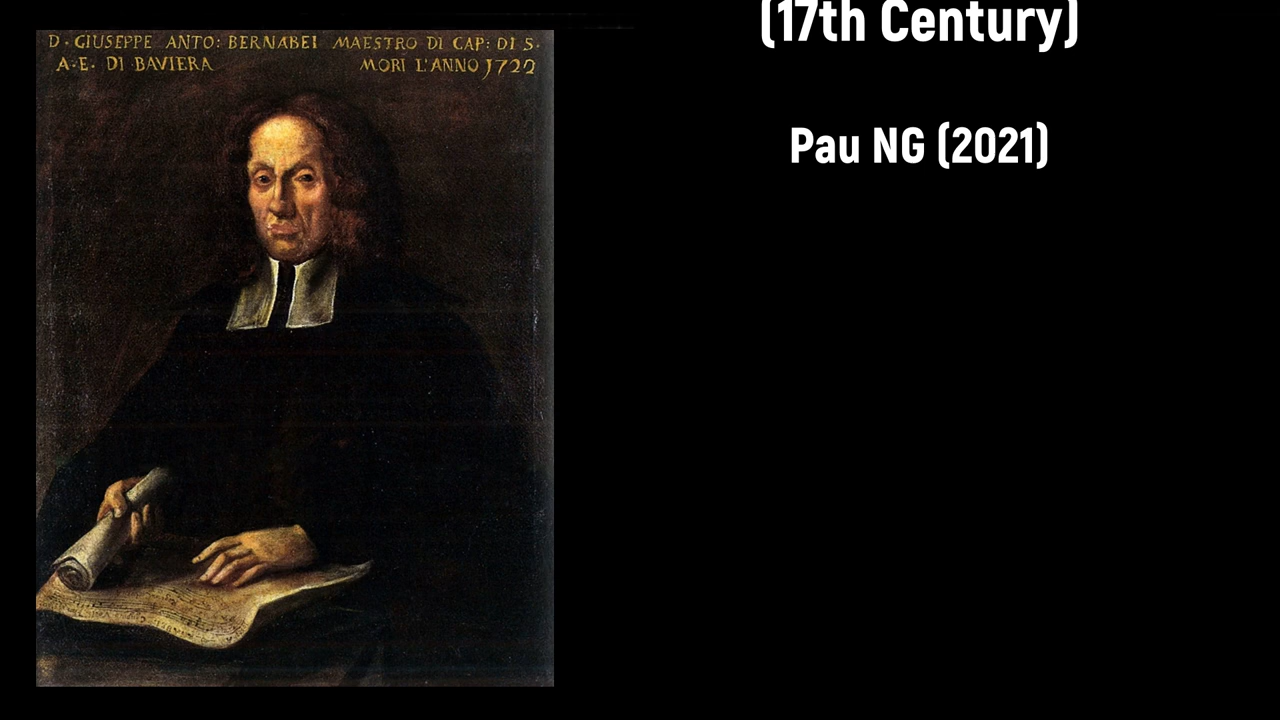 D · GIUSEPPE ANTO: BERNABEI MAESTRO DI CAP: DI S.
A · E · DI BAVIERA MORI L'ANNO 1722
(17th Century)
Pau NG (2021)